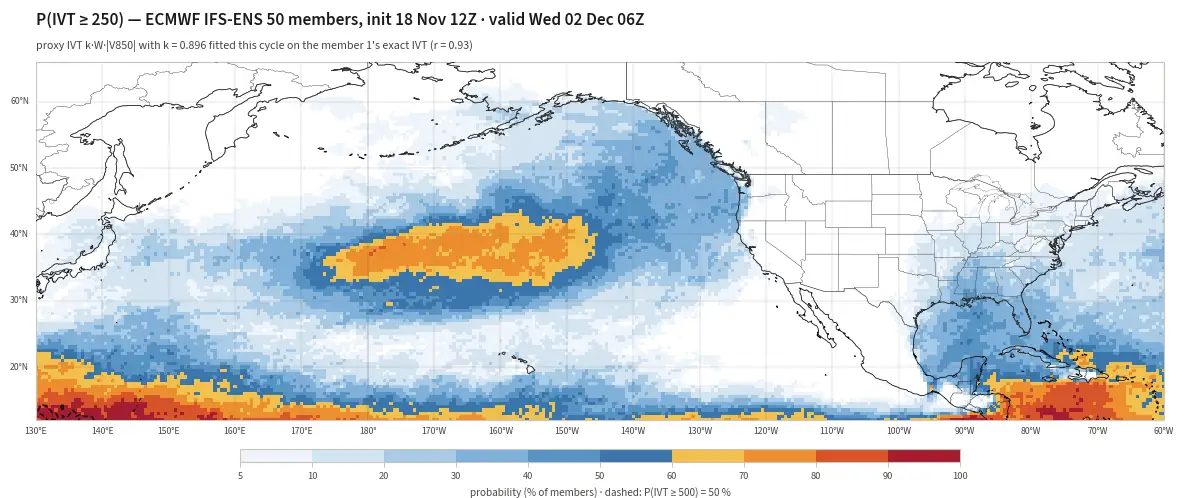 P(IVT ≥ 250) — ECMWF IFS-ENS 50 members, init 18 Nov 12Z · valid Wed 02 Dec 06Z
proxy IVT k·W·|V850| with k = 0.896 fitted this cycle on the member 1's exact IVT (r = 0.93)
60°N
50°N
40°N
30°N
20°N
130°E 140°E 150°E 160°E 170°E 180° 170°W 160°W 150°W 140°W 130°W 120°W 110°W 100°W 90°W 80°W 70°W 60°W
5 10 20 30 40 50 60 70 80 90 100
probability (% of members) · dashed: P(IVT ≥ 500) = 50 %